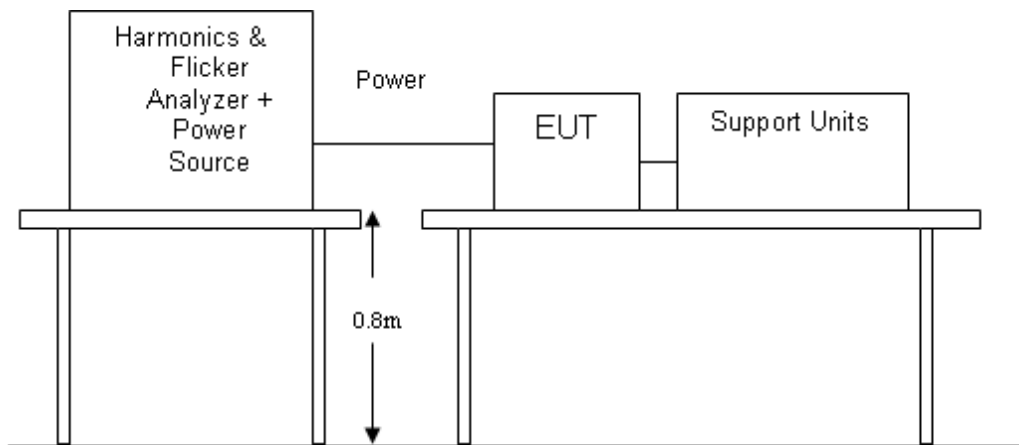 Harmonics &
Flicker
Analyzer +
Power
Source
Power
EUT
Support Units
0.8m